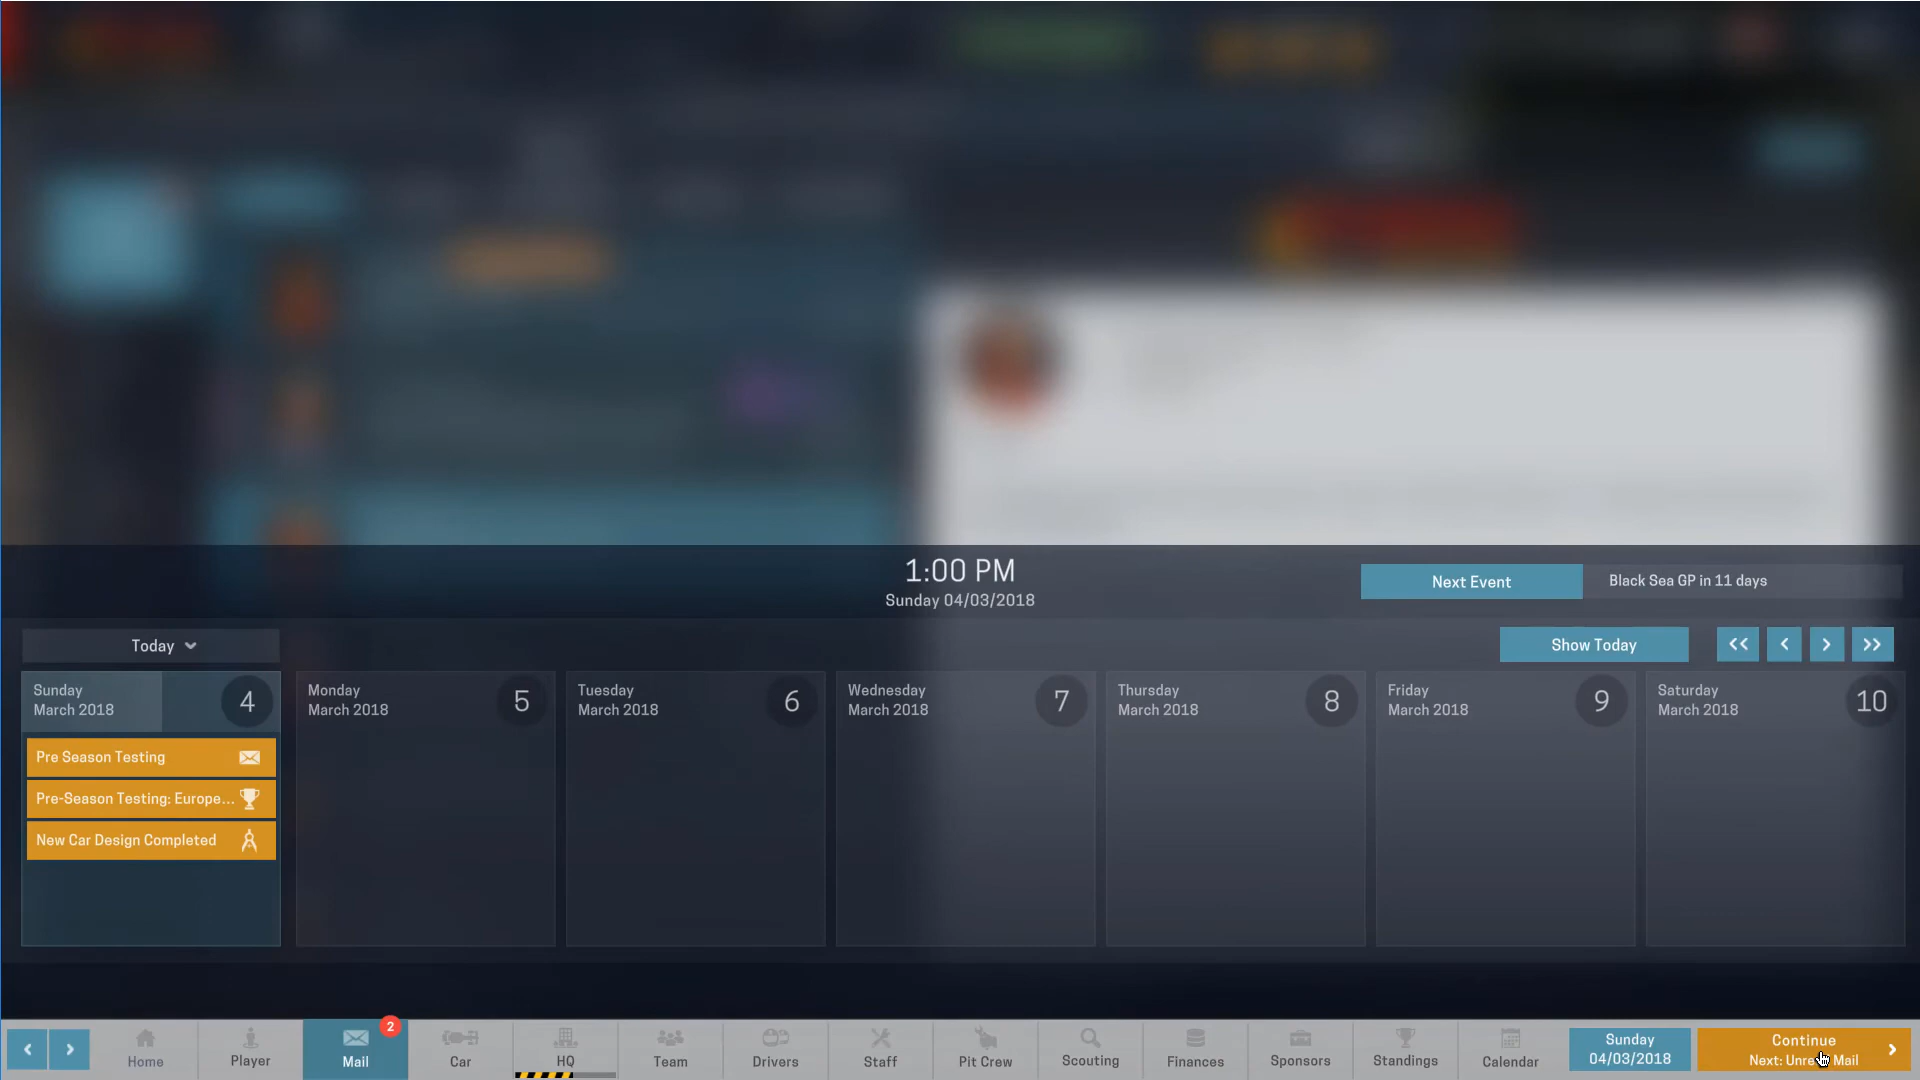 1:00 PM
Sunday 04/03/2018
Next Event
Black Sea GP in 11 days
Today
Show Today
Sunday
March 2018
4
Monday
March 2018
5
Tuesday
March 2018
6
Wednesday
March 2018
7
Thursday
March 2018
8
Friday
March 2018
9
Saturday
March 2018
10
Pre Season Testing
Pre-Season Testing: Europe...
New Car Design Completed
Home
Player
Mail
2
Car
HQ
Team
Drivers
Staff
Pit Crew
Scouting
Finances
Sponsors
Standings
Calendar
Sunday
04/03/2018
Continue
Next: Mail